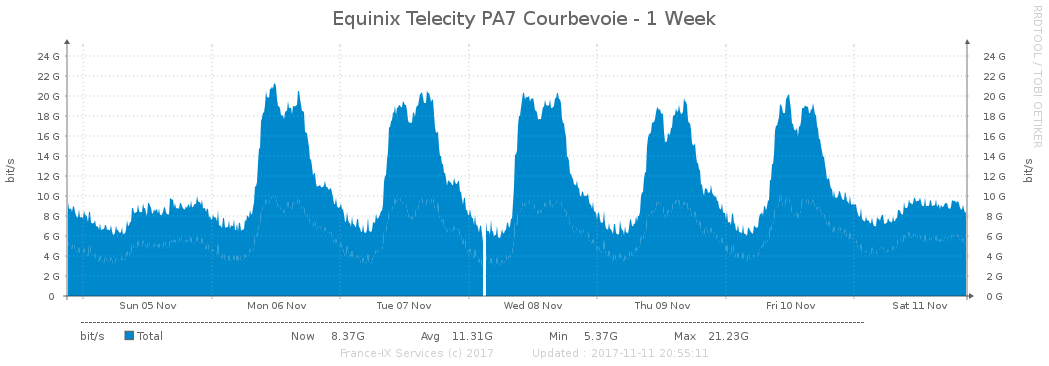 Equinix Telecity PA7 Courbevoie - 1 Week
RRDTOOL / TOBI OETIKER
24 G 24 G
22 G 22 G
20 G 20 G
18 G 18 G
16 G 16 G
14 G 14 G
12 G 12 G
10 G 10 G
8 G 8 G
6 G 6 G
4 G 4 G
2 G 2 G
0 0 G
bit/s bit/s
Sun 05 Nov Mon 06 Nov Tue 07 Nov Wed 08 Nov Thu 09 Nov Fri 10 Nov Sat 11 Nov
bit/s Total Now 8.37G Avg 11.31G Min 5.37G Max 21.23G
France-IX Services (c) 2017 Updated : 2017-11-11 20:55:11